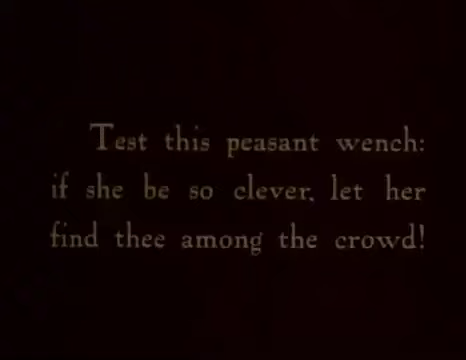 Test this peasant wench:
if she be so clever, let her
find thee among the crowd!